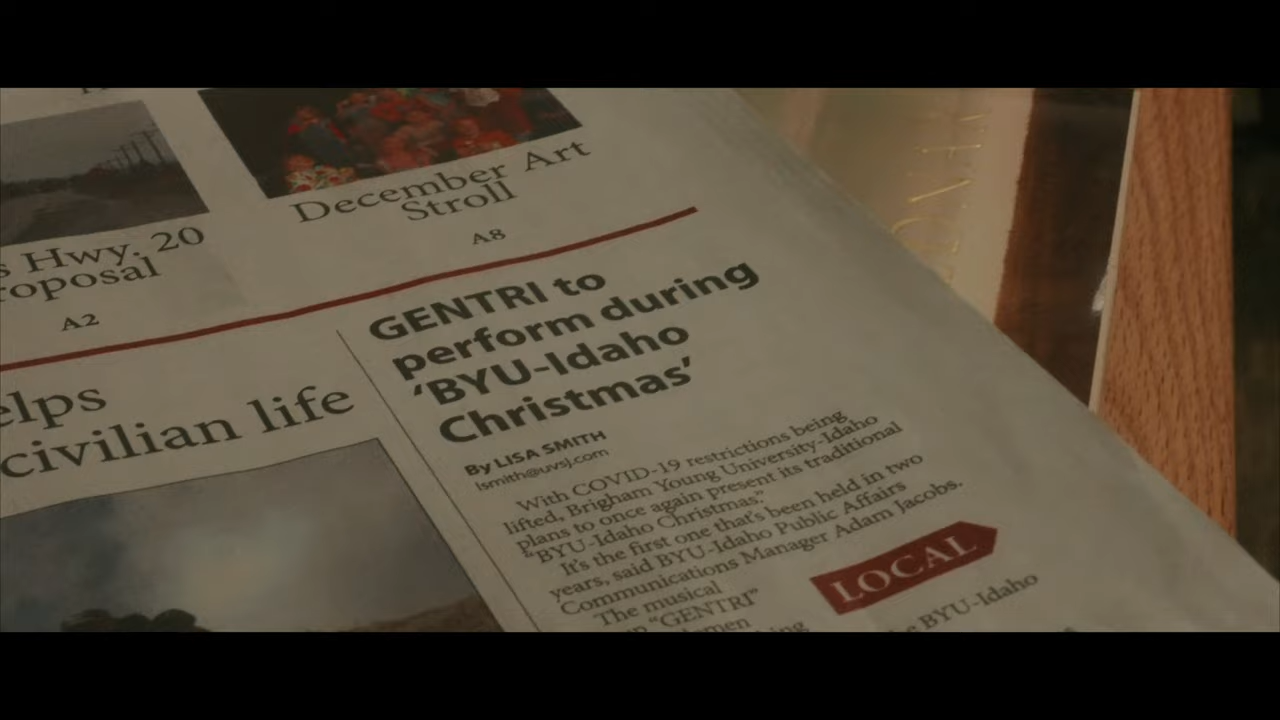 December Art
Stroll
A8
s Hwy. 20
roposal
A2
elps
civilian life
GENTRI to
perform during
‘BYU-Idaho
Christmas’
By LISA SMITH
lsmith@uvsj.com
With COVID-19 restrictions being
lifted, Brigham Young University-Idaho
plans to once again present its traditional
“BYU-Idaho Christmas.”
It's the first one that's been held in two
years, said BYU-Idaho Public Affairs
Communications Manager Adam Jacobs.
The musical
“GENTRI”
LOCAL
BYU-Idaho